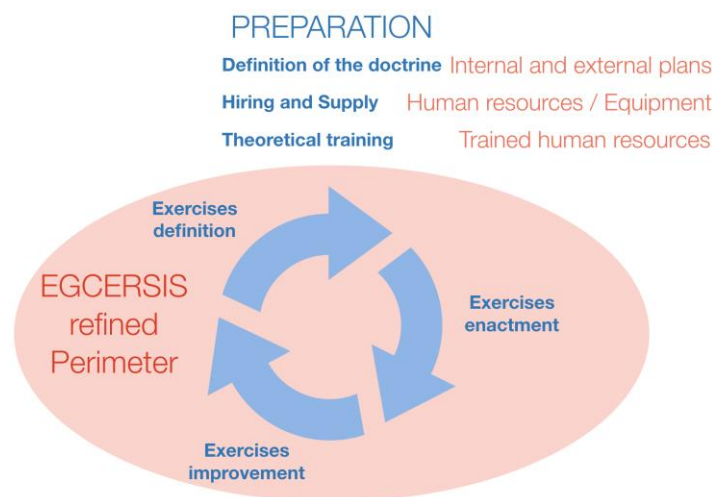 PREPARATION
Definition of the doctrine Internal and external plans
Hiring and Supply Human resources / Equipment
Theoretical training Trained human resources
Exercises
definition
EGCERSIS
refined
Perimeter
Exercises
enactment
Exercises
improvement